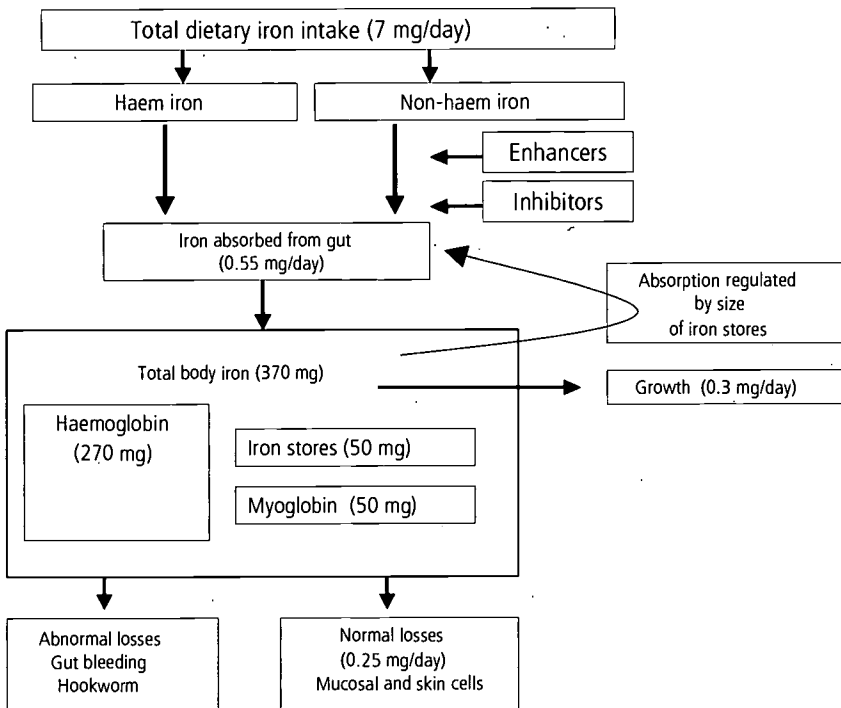 Total dietary iron intake (7 mg/day)
Haem iron
Non-haem iron
Enhancers
Inhibitors
Iron absorbed from gut
(0.55 mg/day)
Absorption regulated
by size
of iron stores
Total body iron (370 mg)
Growth (0.3 mg/day)
Haemoglobin
(270 mg)
Iron stores (50 mg)
Myoglobin (50 mg)
Abnormal losses
Gut bleeding
Hookworm
Normal losses
(0.25 mg/day)
Mucosal and skin cells